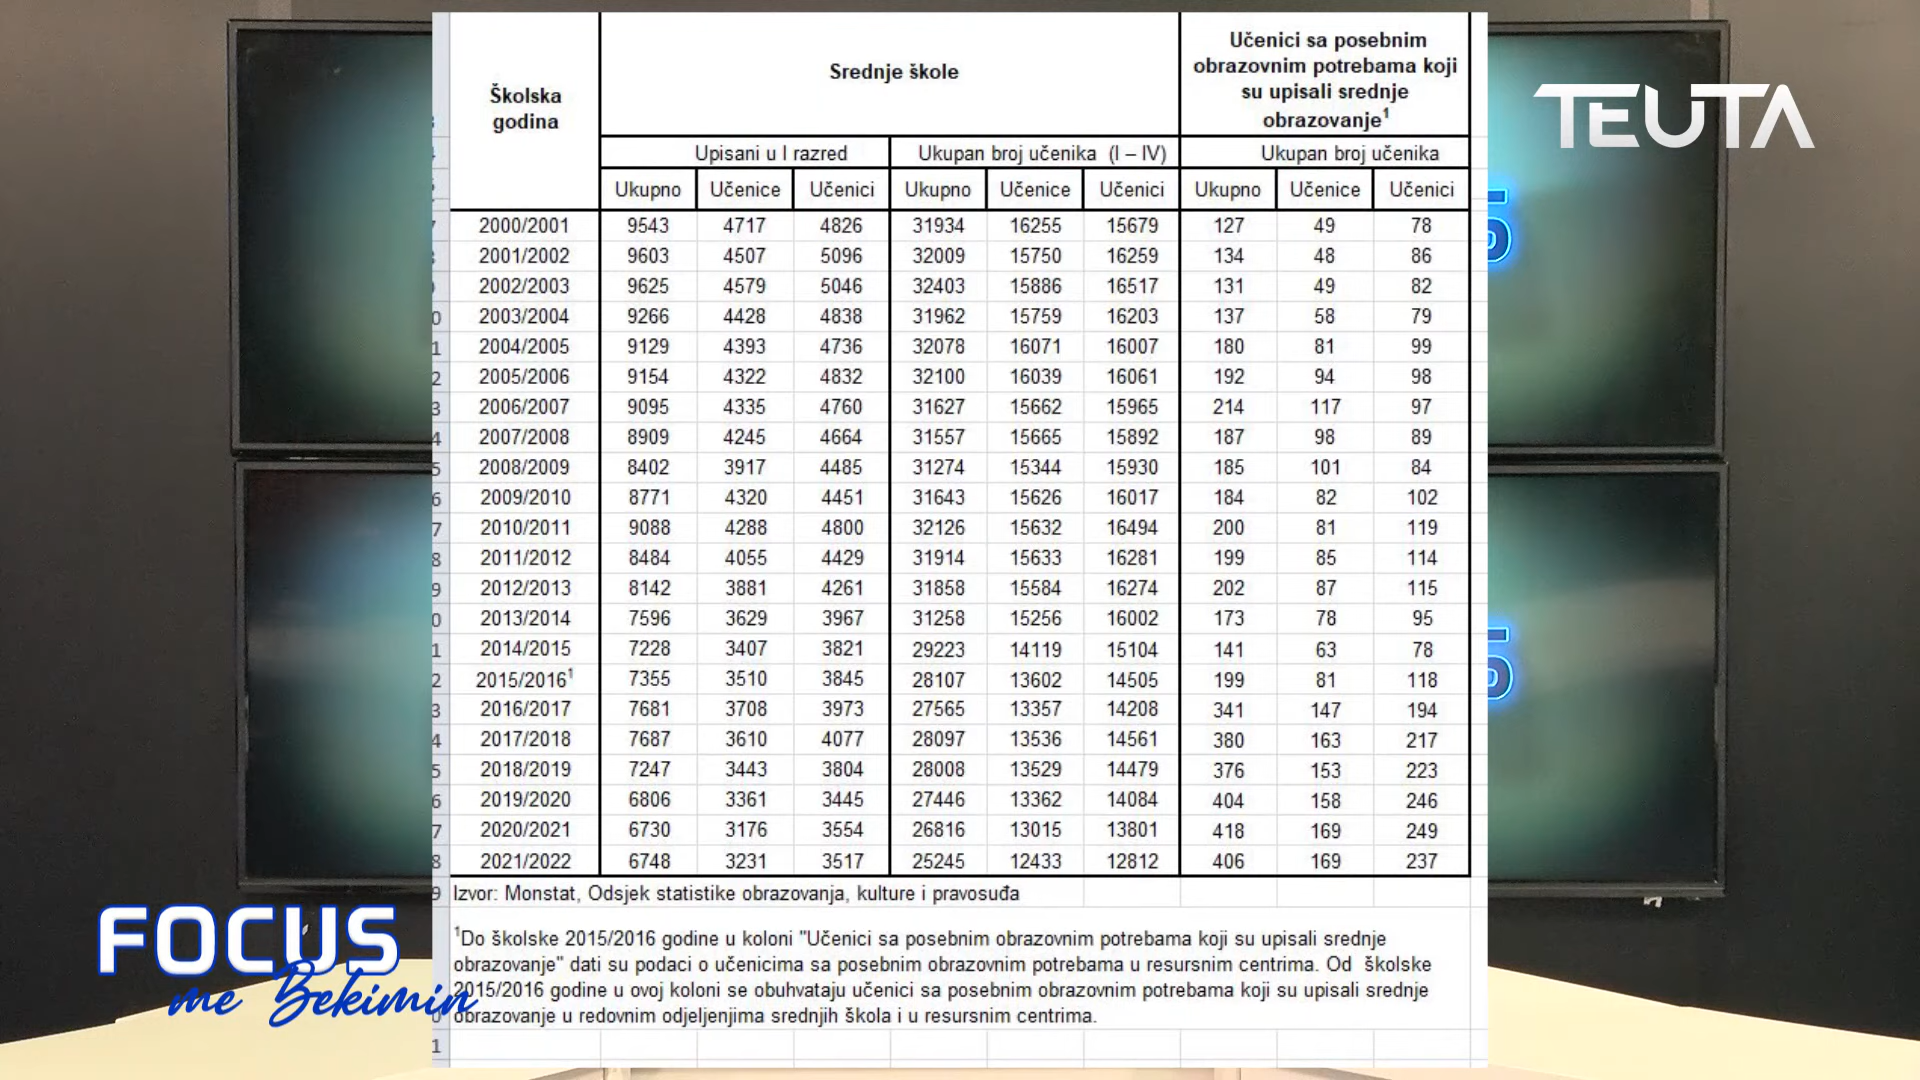 TEUTA
Školska godina
Srednje škole
Učenici sa posebnim
obrazovnim potrebama koji
su upisali srednje
obrazovanje¹
Upisani u I razred Ukupan broj učenika (I – IV) Ukupan broj učenika
Ukupno Učenice Učenici Ukupno Učenice Učenici Ukupno Učenice Učenici
2000/2001 9543 4717 4826 31934 16255 15679 127 49 78
2001/2002 9603 4507 5096 32009 15750 16259 134 48 86
2002/2003 9625 4579 5046 32403 15886 16517 131 49 82
2003/2004 9266 4428 4838 31962 15759 16203 137 58 79
2004/2005 9129 4393 4736 32078 16071 16007 180 81 99
2005/2006 9154 4322 4832 32100 16039 16061 192 94 98
2006/2007 9095 4335 4760 31627 15662 15965 214 117 97
2007/2008 8909 4245 4664 31557 15665 15892 187 98 89
2008/2009 8402 3917 4485 31274 15344 15930 185 101 84
2009/2010 8771 4320 4451 31643 15626 16017 184 82 102
2010/2011 9088 4288 4800 32126 15632 16494 200 81 119
2011/2012 8484 4055 4429 31914 15633 16281 199 85 114
2012/2013 8142 3881 4261 31858 15584 16274 202 87 115
2013/2014 7596 3629 3967 31258 15256 16002 173 78 95
2014/2015 7228 3407 3821 29223 14119 15104 141 63 78
2015/2016¹ 7355 3510 3845 28107 13602 14505 199 81 118
2016/2017 7681 3708 3973 27565 13357 14208 341 147 194
2017/2018 7687 3610 4077 28097 13536 14561 380 163 217
2018/2019 7247 3443 3804 28008 13529 14479 376 153 223
2019/2020 6806 3361 3445 27446 13362 14084 404 158 246
2020/2021 6730 3176 3554 26816 13015 13801 418 169 249
2021/2022 6748 3231 3517 25245 12433 12812 406 169 237
Izvor: Monstat, Odsjek statistike obrazovanja, kulture i pravosuđa
¹Do školske 2015/2016 godine u koloni "Učenici sa posebnim obrazovnim potrebama koji su upisali srednje
obrazovanje" dati su podaci o učenicima sa posebnim obrazovnim potrebama u resursnim centrima. Od školske
2015/2016 godine u ovoj koloni se obuhvataju učenici sa posebnim obrazovnim potrebama koji su upisali srednje
obrazovanje u redovnim odjeljenjima srednjih škola i u resursnim centrima.
FOCUS
me Bekimin